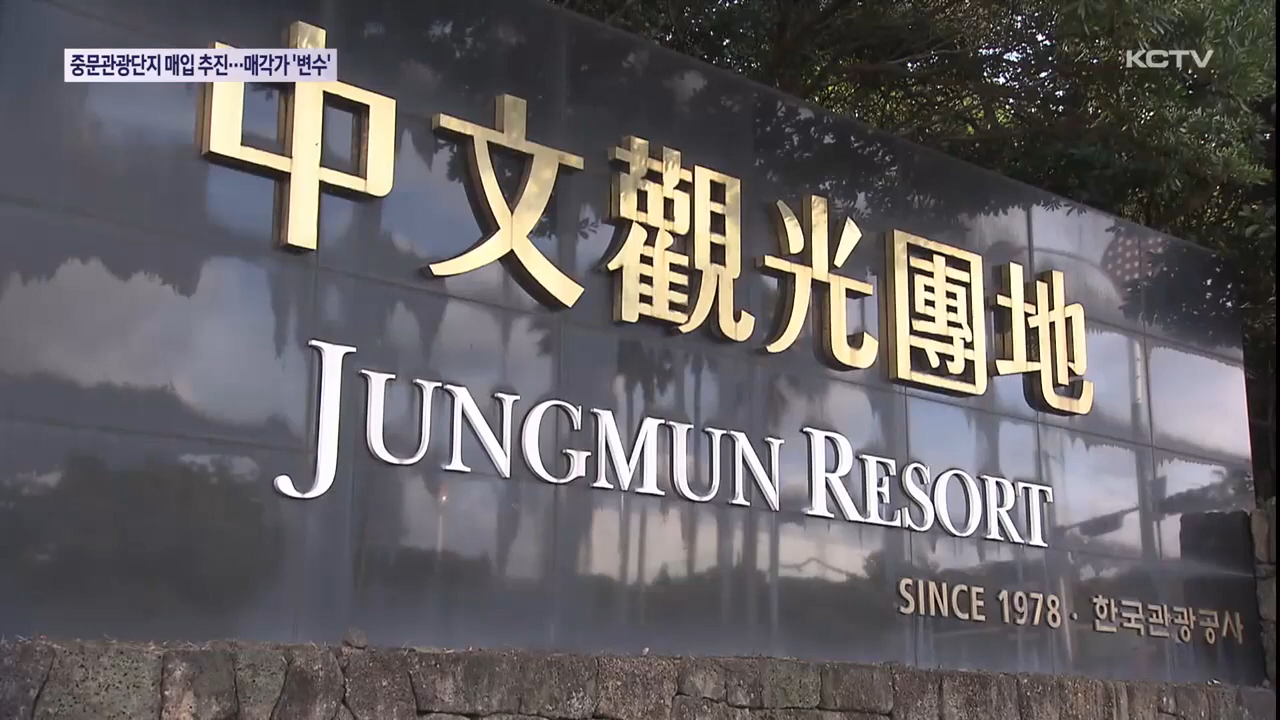 중문관광단지 매입 추진…매각가 '변수'
KCTV
中文觀光團地
JUNGMUN RESORT
SINCE 1978 · 한국관광공사